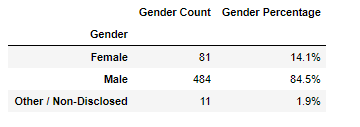 Gender Count Gender Percentage
Gender
Female 81 14.1%
Male 484 84.5%
Other / Non-Disclosed 11 1.9%